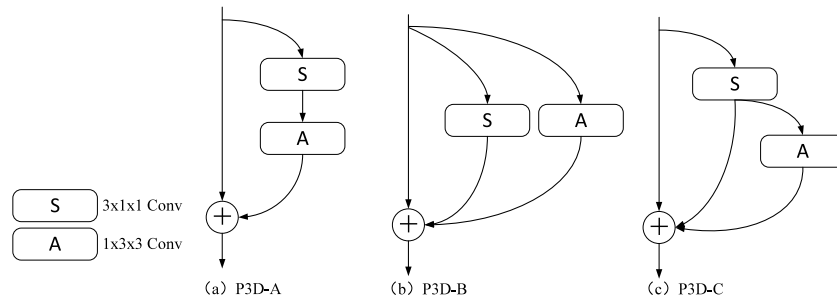 S
A
S
A
S
A
S 3x1x1 Conv
A 1x3x3 Conv
（a）P3D-A （b）P3D-B （c）P3D-C